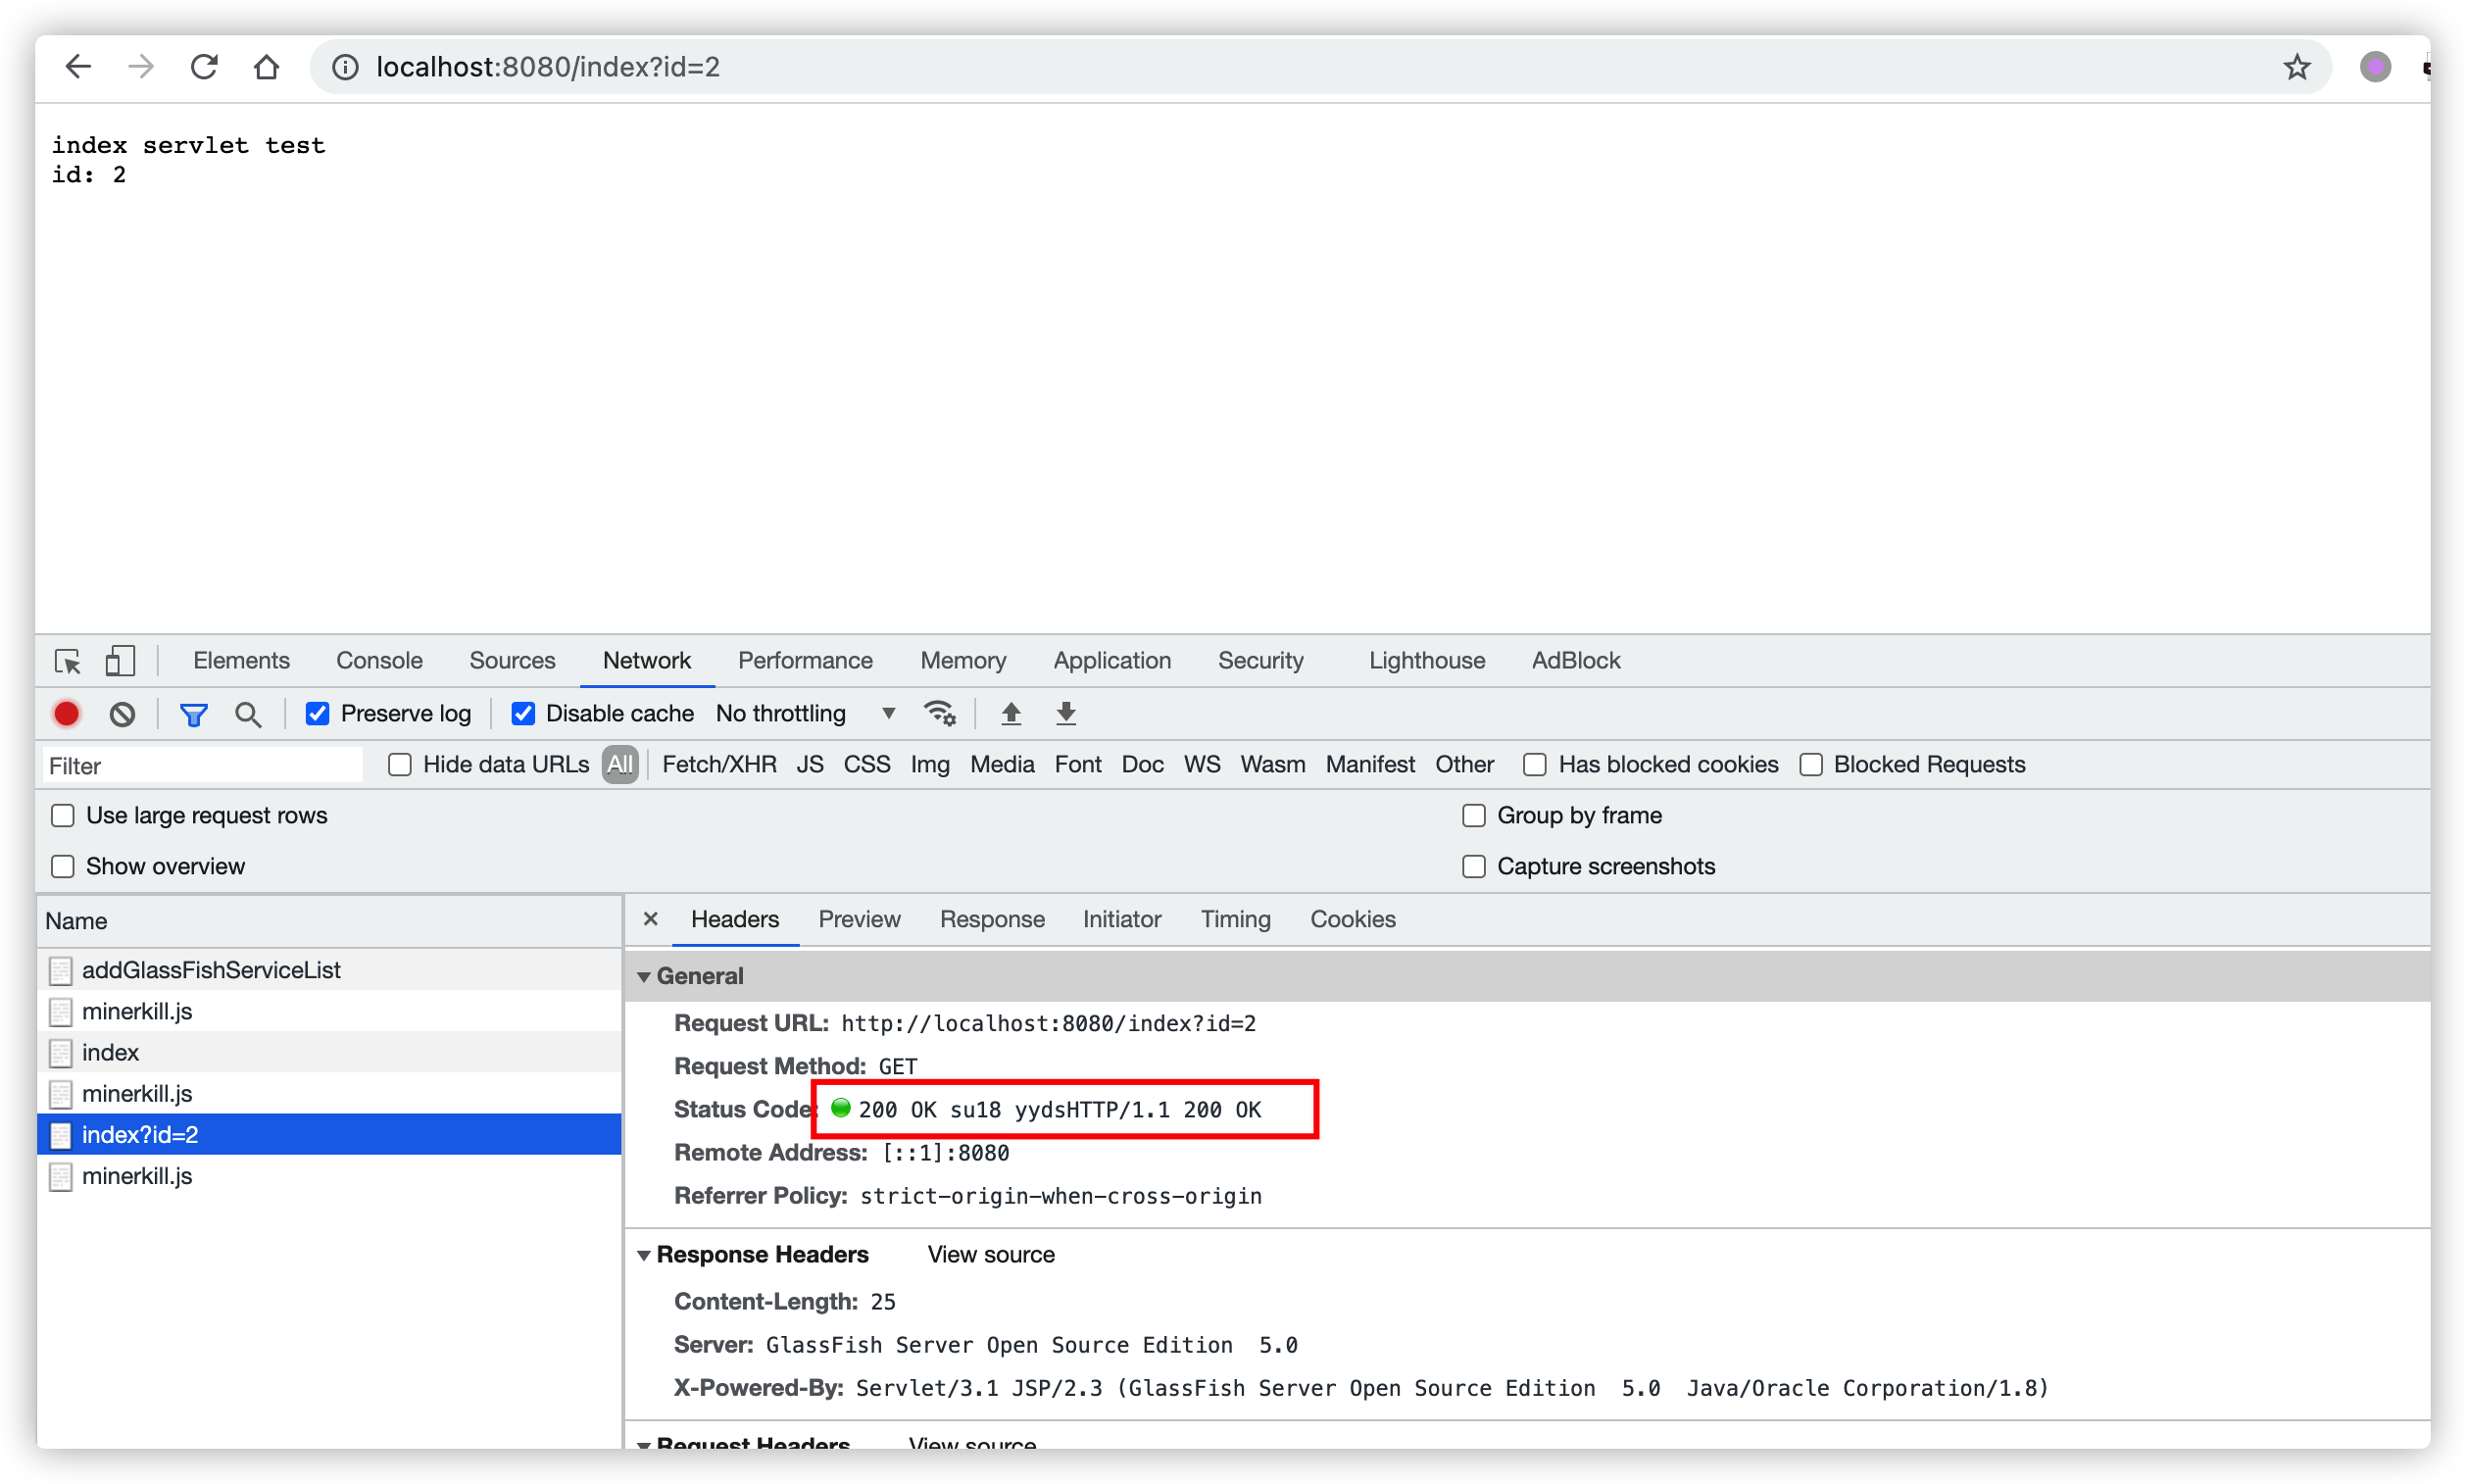 localhost:8080/index?id=2
index servlet test
id: 2
Elements Console Sources Network Performance Memory Application Security Lighthouse AdBlock
Preserve log Disable cache No throttling
Filter Hide data URLs All Fetch/XHR JS CSS Img Media Font Doc WS Wasm Manifest Other Has blocked cookies Blocked Requests
Use large request rows Group by frame
Show overview Capture screenshots
Name
addGlassFishServiceList
minerkill.js
index
minerkill.js
index?id=2
minerkill.js
Headers Preview Response Initiator Timing Cookies
General
Request URL: http://localhost:8080/index?id=2
Request Method: GET
Status Code: 200 OK su18 yydsHTTP/1.1 200 OK
Remote Address: [::1]:8080
Referrer Policy: strict-origin-when-cross-origin
Response Headers View source
Content-Length: 25
Server: GlassFish Server Open Source Edition  5.0
X-Powered-By: Servlet/3.1 JSP/2.3 (GlassFish Server Open Source Edition  5.0  Java/Oracle Corporation/1.8)
Request Headers View source